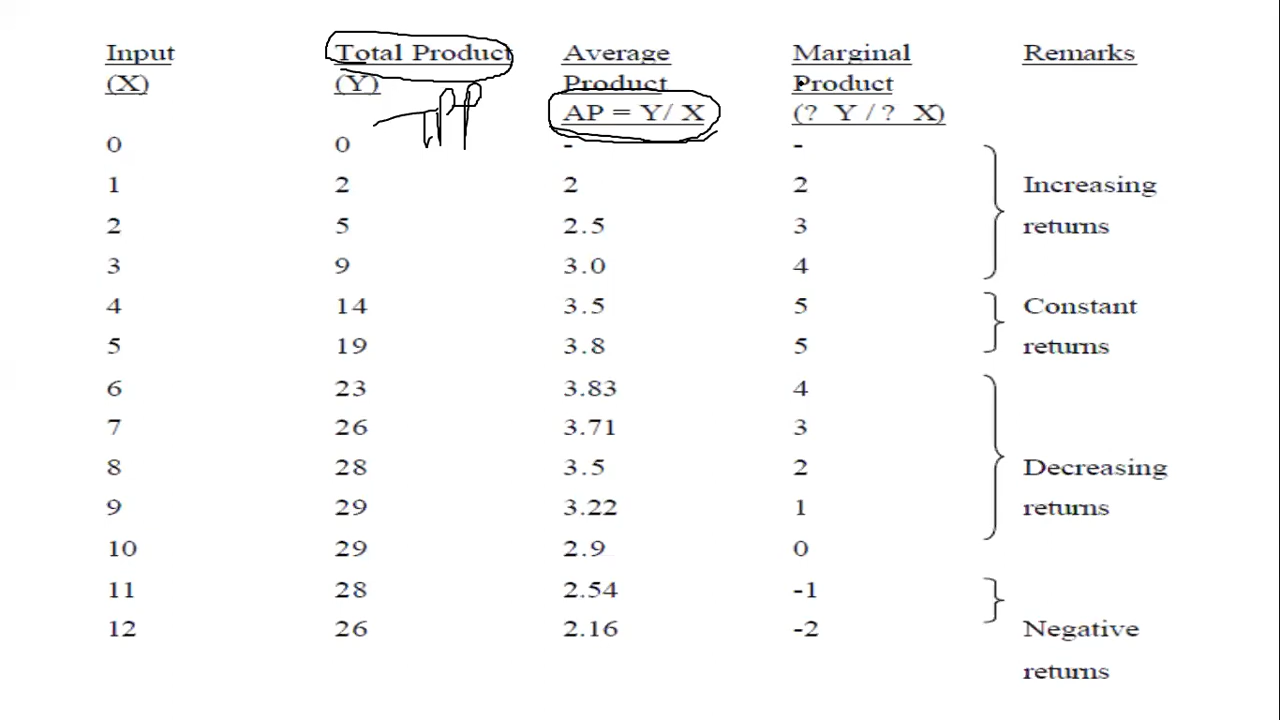 Input Total Product Average Marginal Remarks
(X) (Y) Product Product
TPP AP = Y/ X (? Y / ? X)
0 0 - -
1 2 2 2 Increasing
2 5 2.5 3 returns
3 9 3.0 4
4 14 3.5 5 Constant
5 19 3.8 5 returns
6 23 3.83 4
7 26 3.71 3
8 28 3.5 2 Decreasing
9 29 3.22 1 returns
10 29 2.9 0
11 28 2.54 -1
12 26 2.16 -2 Negative
returns